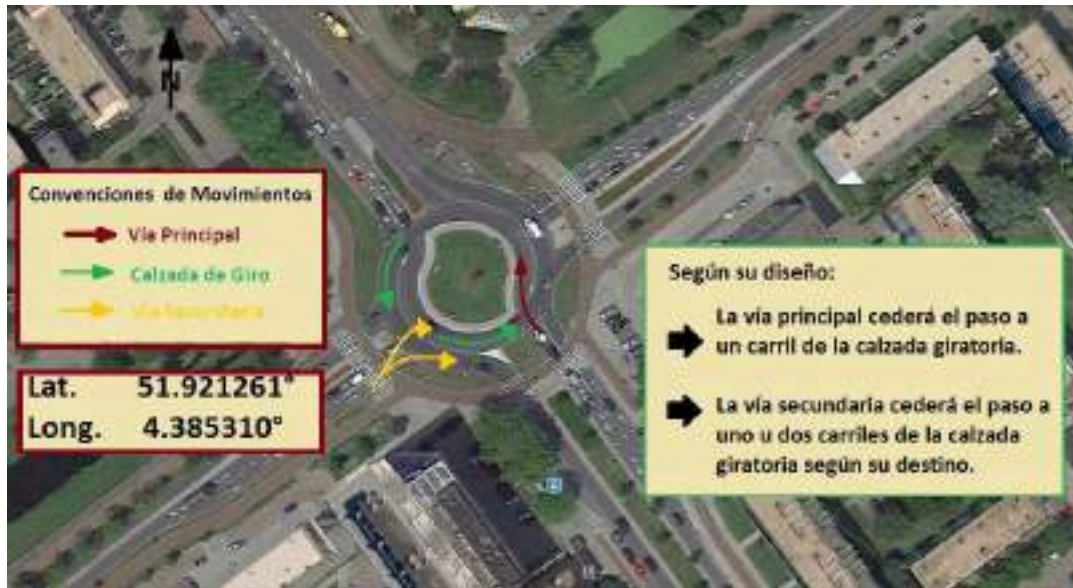 N
Convenciones de Movimientos
Vía Principal
Calzada de Giro
Vía Secundaria
Lat. 51.921261°
Long. 4.385310°
Según su diseño:
La vía principal cederá el paso a
un carril de la calzada giratoria.
La vía secundaria cederá el paso a
uno u dos carriles de la calzada
giratoria según su destino.